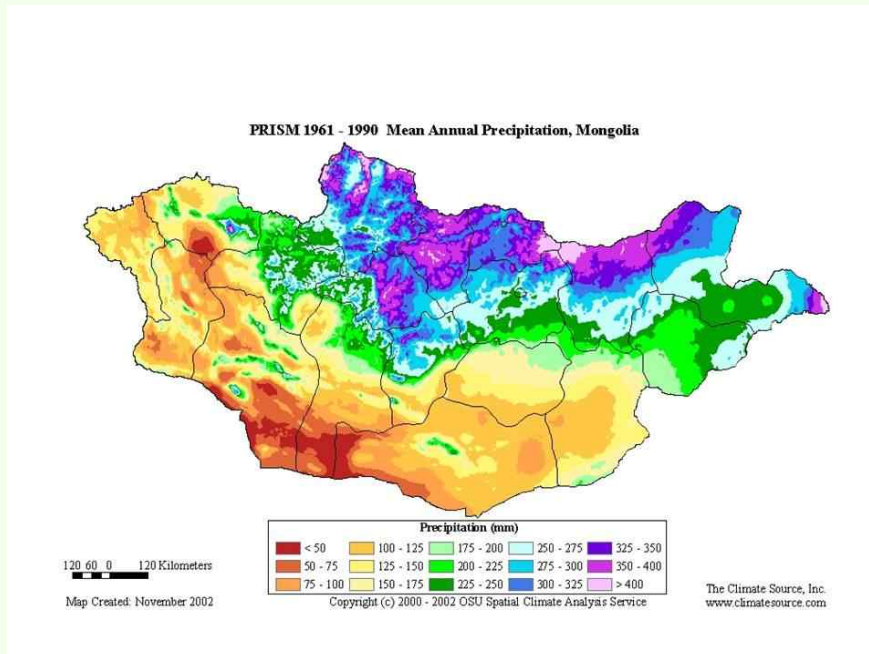 PRISM 1961 - 1990 Mean Annual Precipitation, Mongolia
Precipitation (mm)
< 50
100 - 125
175 - 200
250 - 275
325 - 350
50 - 75
125 - 150
200 - 225
275 - 300
350 - 400
75 - 100
150 - 175
225 - 250
300 - 325
> 400
120 60 0 120 Kilometers
Map Created: November 2002
Copyright (c) 2000 - 2002 OSU Spatial Climate Analysis Service
The Climate Source, Inc.
www.climatesource.com